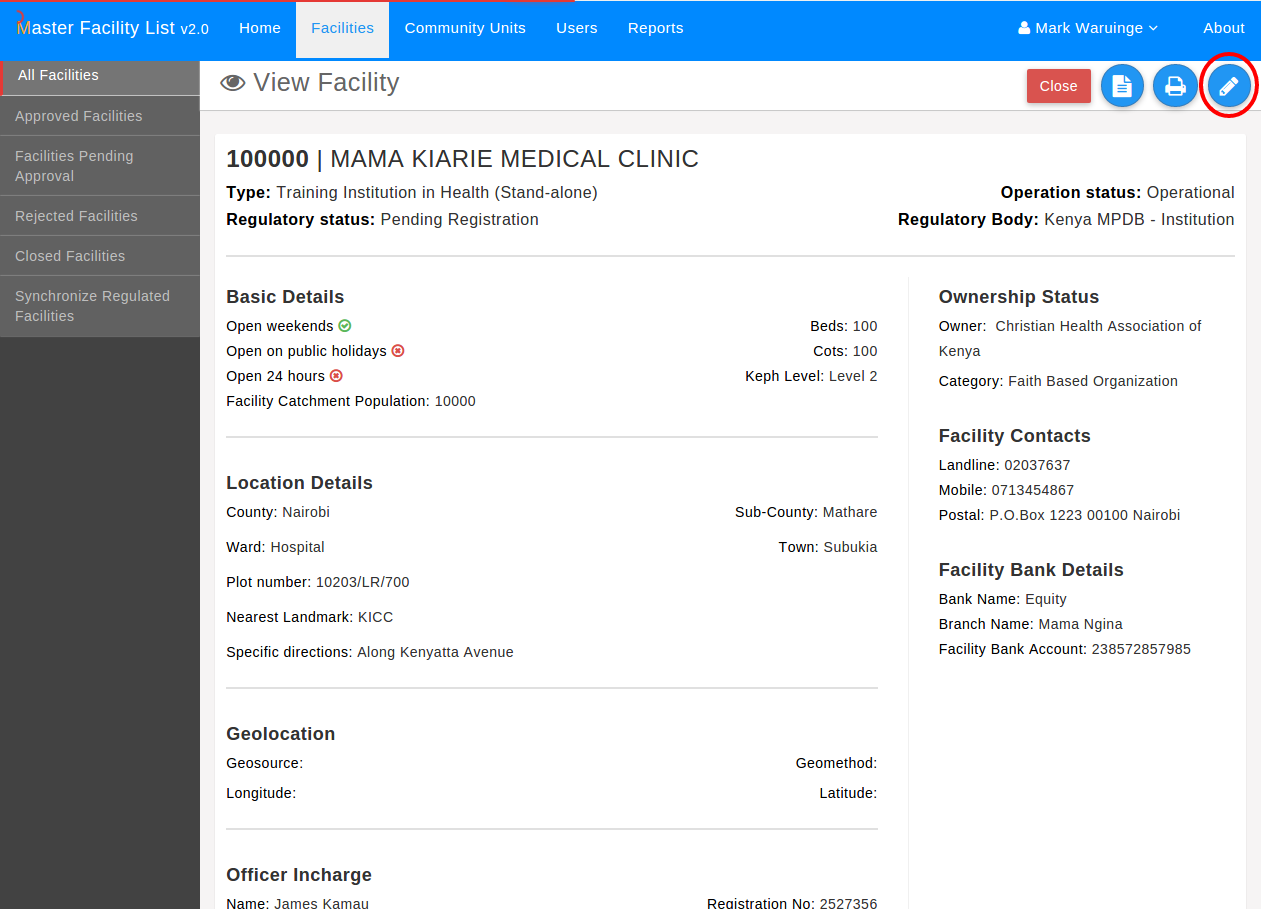 Master Facility List v2.0 Home Facilities Community Units Users Reports Mark Waruinge About
All Facilities
Approved Facilities
Facilities Pending
Approval
Rejected Facilities
Closed Facilities
Synchronize Regulated
Facilities
View Facility
Close
100000 | MAMA KIARIE MEDICAL CLINIC
Type: Training Institution in Health (Stand-alone) Operation status: Operational
Regulatory status: Pending Registration Regulatory Body: Kenya MPDB - Institution
Basic Details
Open weekends Beds: 100
Open on public holidays Cots: 100
Open 24 hours Keph Level: Level 2
Facility Catchment Population: 10000
Location Details
County: Nairobi Sub-County: Mathare
Ward: Hospital Town: Subukia
Plot number: 10203/LR/700
Nearest Landmark: KICC
Specific directions: Along Kenyatta Avenue
Geolocation
Geosource: Geomethod:
Longitude: Latitude:
Officer Incharge
Name: James Kamau Registration No: 2527356
Ownership Status
Owner: Christian Health Association of
Kenya
Category: Faith Based Organization
Facility Contacts
Landline: 02037637
Mobile: 0713454867
Postal: P.O.Box 1223 00100 Nairobi
Facility Bank Details
Bank Name: Equity
Branch Name: Mama Ngina
Facility Bank Account: 238572857985